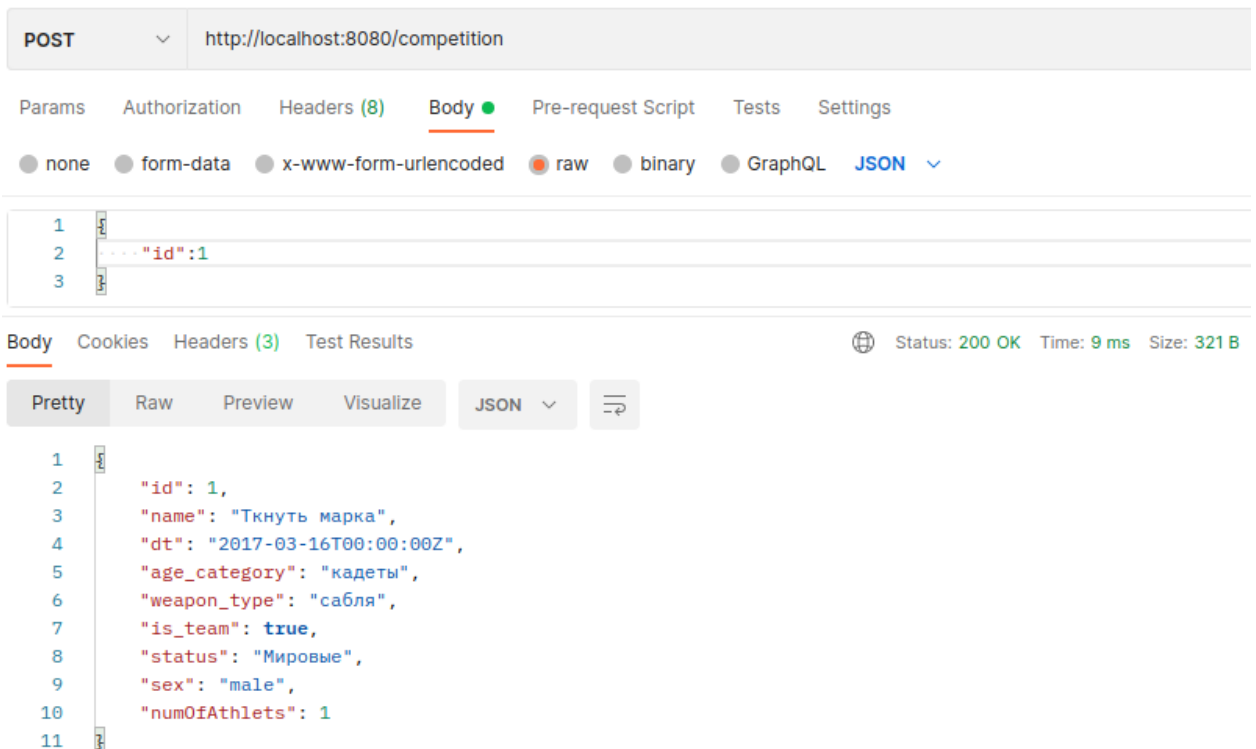 POST http://localhost:8080/competition
Params Authorization Headers (8) Body Pre-request Script Tests Settings
none form-data x-www-form-urlencoded raw binary GraphQL JSON
1 {
2 "id":1
3 }
Body Cookies Headers (3) Test Results Status: 200 OK Time: 9 ms Size: 321 B
Pretty Raw Preview Visualize JSON
1 {
2 "id": 1,
3 "name": "Ткнуть марка",
4 "dt": "2017-03-16T00:00:00Z",
5 "age_category": "кадеты",
6 "weapon_type": "сабля",
7 "is_team": true,
8 "status": "Мировые",
9 "sex": "male",
10 "numOfAthlets": 1
11 }